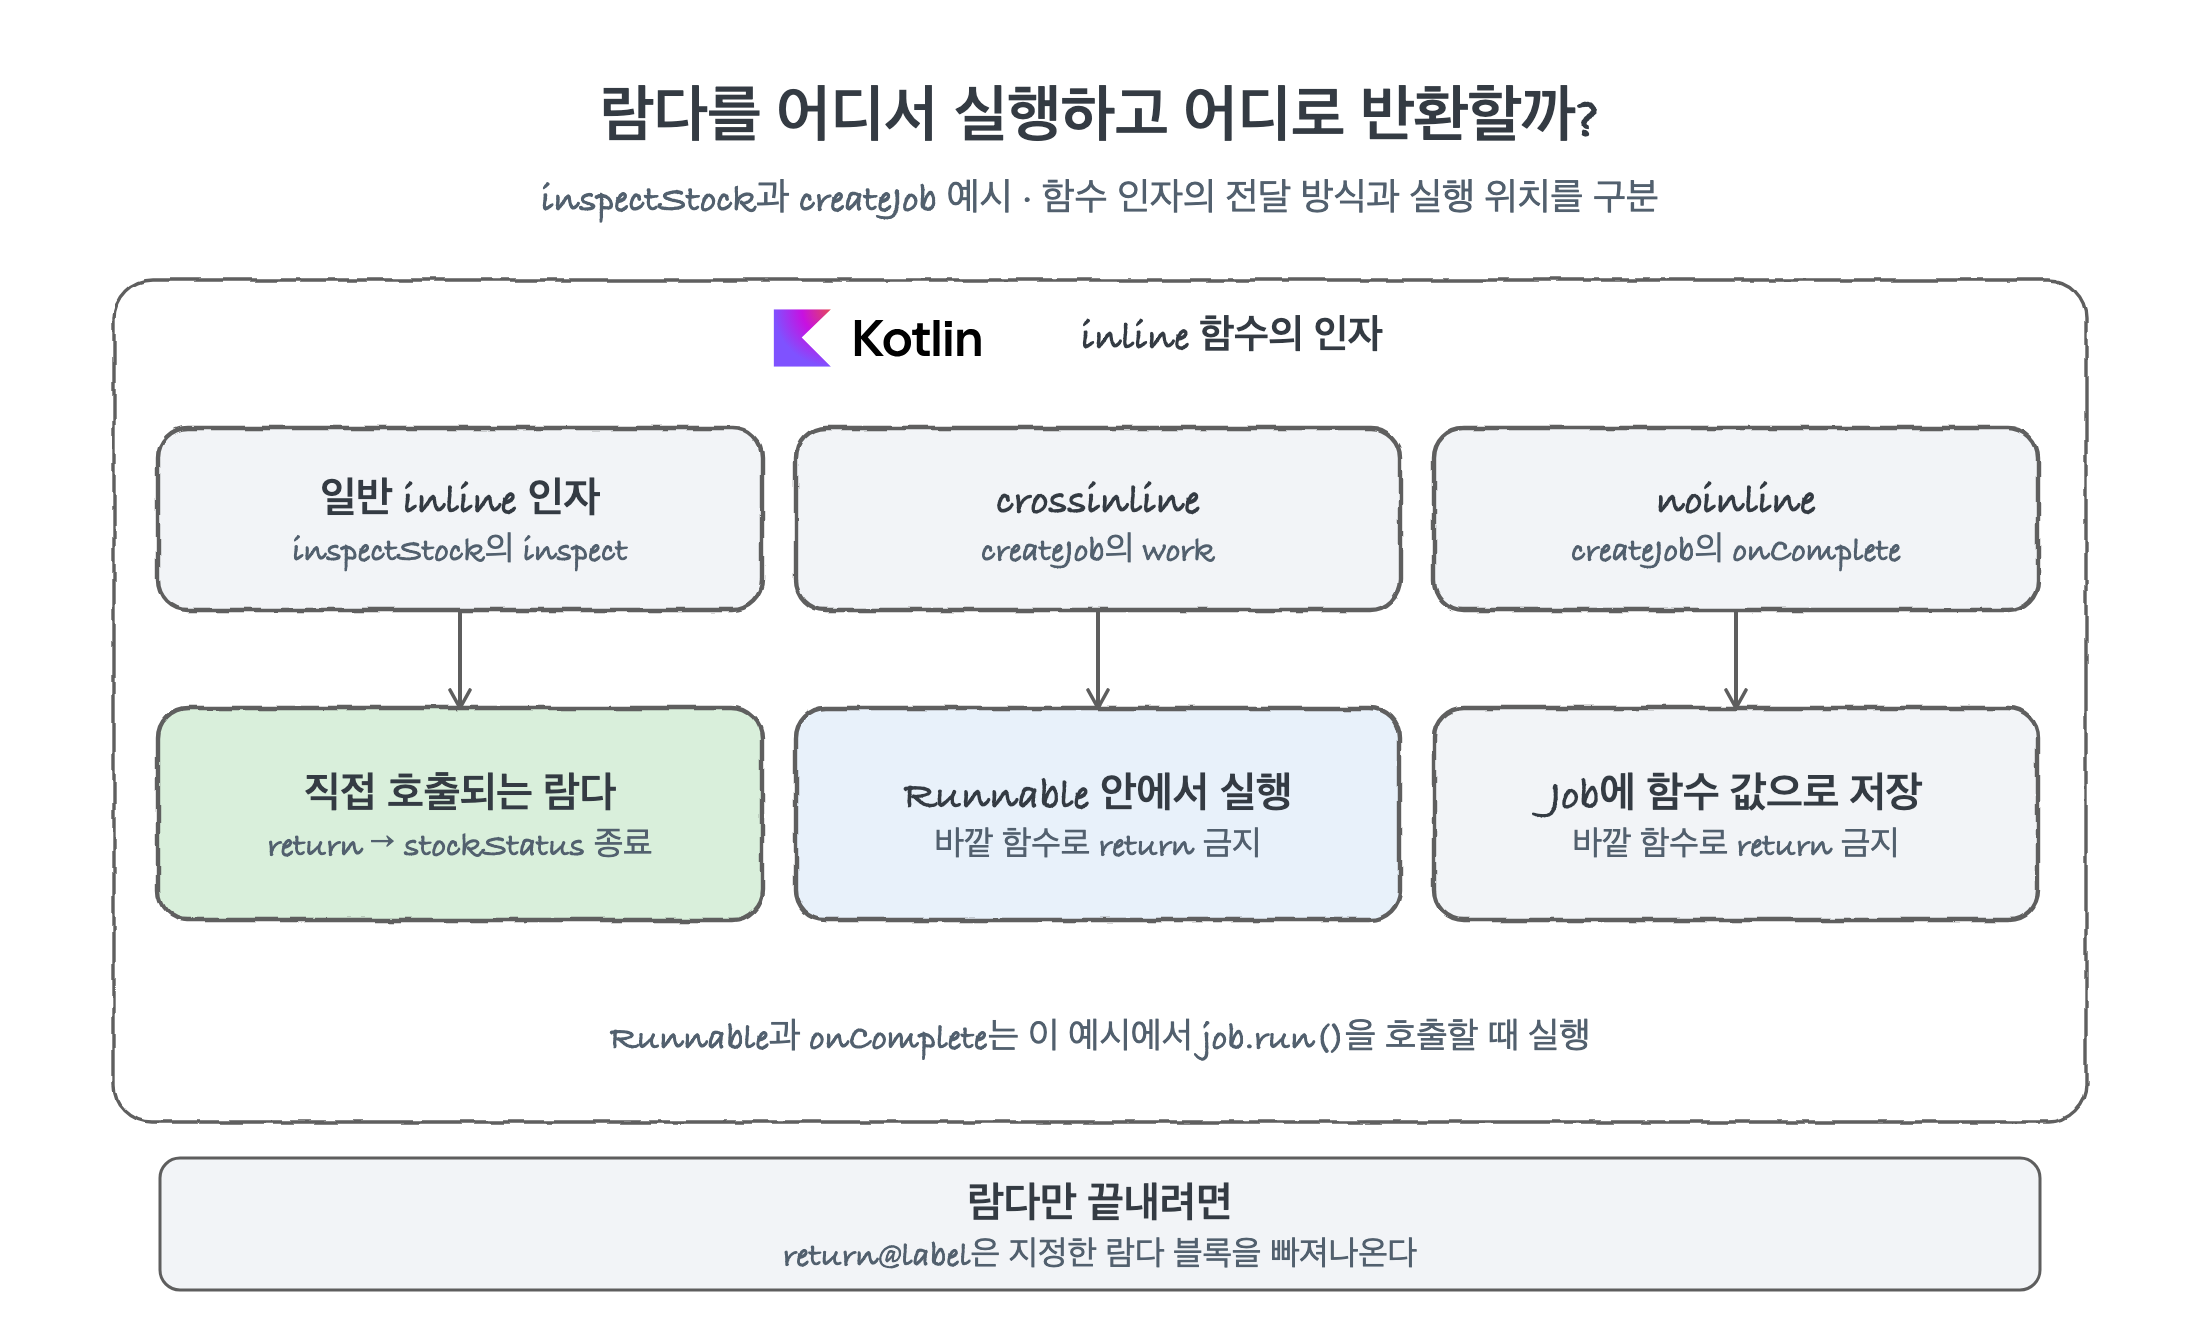 람다를 어디서 실행하고 어디로 반환할까?
inspectStock과 createJob 예시 · 함수 인자의 전달 방식과 실행 위치를 구분
Kotlin
inline 함수의 인자
일반 inline 인자
inspectStock의 inspect
crossinline
createJob의 work
noinline
createJob의 onComplete
직접 호출되는 람다
return → stockStatus 종료
Runnable 안에서 실행
바깥 함수로 return 금지
Job에 함수 값으로 저장
바깥 함수로 return 금지
Runnable과 onComplete는 이 예시에서 job.run()을 호출할 때 실행
람다만 끝내려면
return@label은 지정한 람다 블록을 빠져나온다